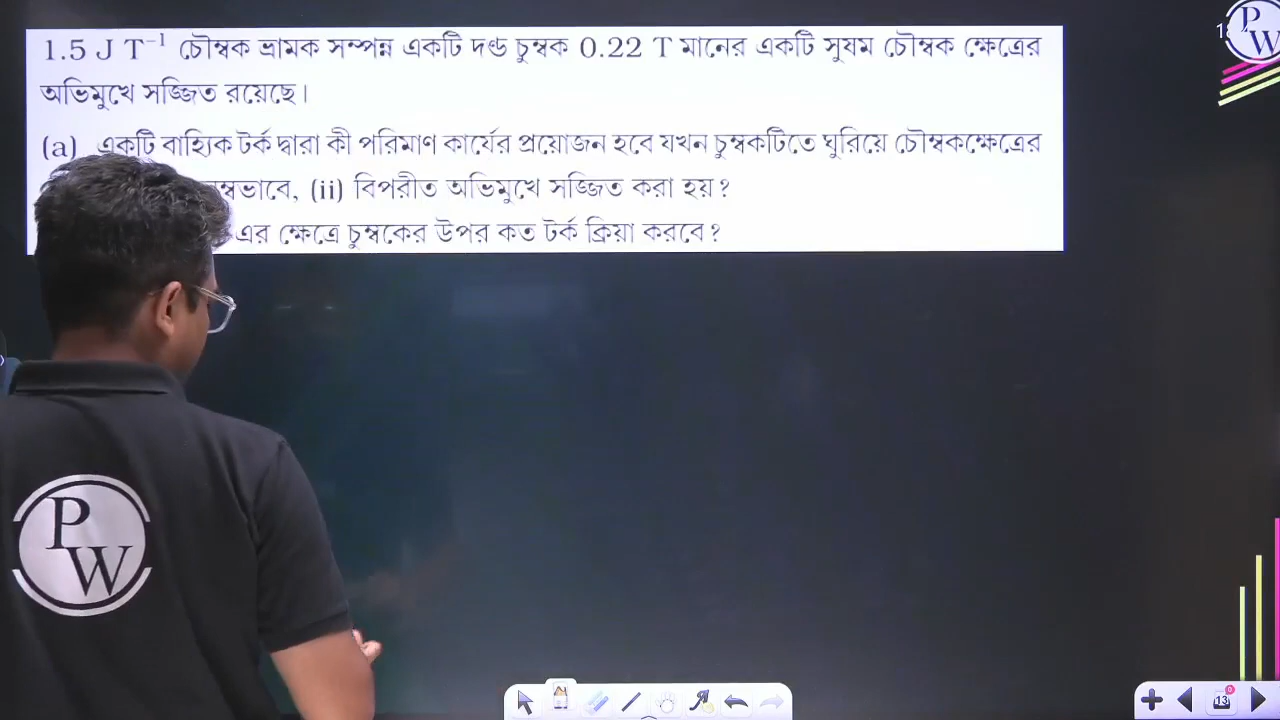 1.5 J T⁻¹ চৌম্বক ভ্রামক সম্পন্ন একটি দণ্ড চুম্বক 0.22 T মানের একটি সুষম চৌম্বক ক্ষেত্রের
অভিমুখে সজ্জিত রয়েছে।
(a) একটি বাহ্যিক টর্ক দ্বারা কী পরিমাণ কার্যের প্রয়োজন হবে যখন চুম্বকটিতে ঘুরিয়ে চৌম্বকক্ষেত্রের
(ii) বিপরীত অভিমুখে সজ্জিত করা হয়?
এর ক্ষেত্রে চুম্বকের উপর কত টর্ক ক্রিয়া করবে?
PW
PW
13